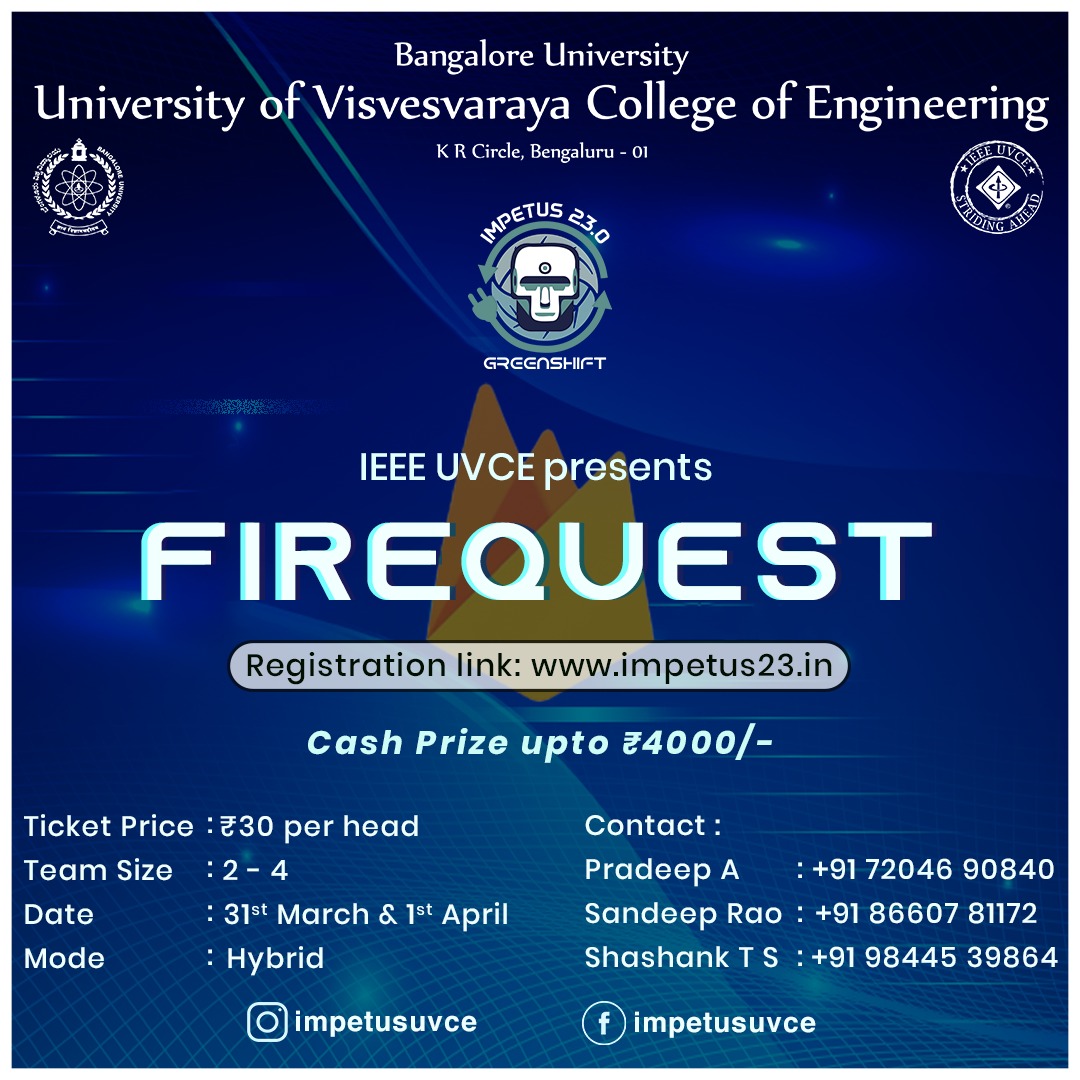 Bangalore University
University of Visvesvaraya College of Engineering
K R Circle, Bengaluru - 01
BANGALORE UNIVERSITY
IEEE UVCE
STRIDING AHEAD
IMPETUS 23.0
GREENSHIFT
IEEE UVCE presents
FIREQUEST
Registration link: www.impetus23.in
Cash Prize upto ₹4000/-
Ticket Price : ₹30 per head
Team Size : 2 - 4
Date : 31st March & 1st April
Mode : Hybrid
Contact :
Pradeep A : +91 72046 90840
Sandeep Rao : +91 86607 81172
Shashank T S : +91 98445 39864
impetusuvce
impetusuvce